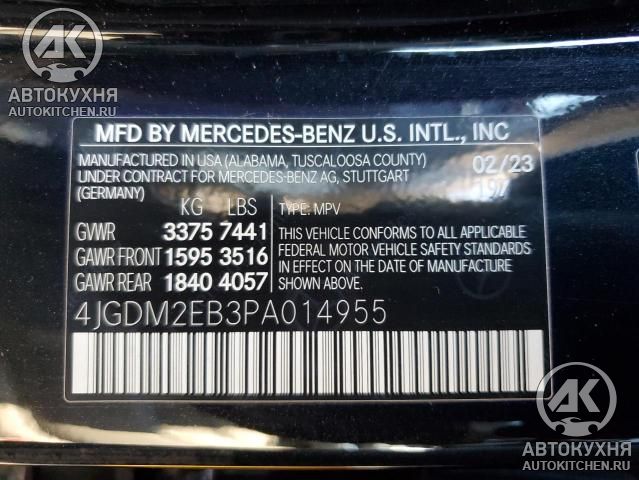 АВТОКУХНЯ
AUTOKITCHEN.RU
MFD BY MERCEDES-BENZ U.S. INTL., INC
MANUFACTURED IN USA (ALABAMA, TUSCALOOSA COUNTY) 02/23
UNDER CONTRACT FOR MERCEDES-BENZ AG, STUTTGART 197
(GERMANY)
KG LBS TYPE: MPV
GVWR 3375 7441 THIS VEHICLE CONFORMS TO ALL APPLICABLE
GAWR FRONT 1595 3516 FEDERAL MOTOR VEHICLE SAFETY STANDARDS
GAWR REAR 1840 4057 IN EFFECT ON THE DATE OF MANUFACTURE
SHOWN ABOVE.
4JGDM2EB3PA014955
AK
АВТОКУХНЯ
AUTOKITCHEN.RU